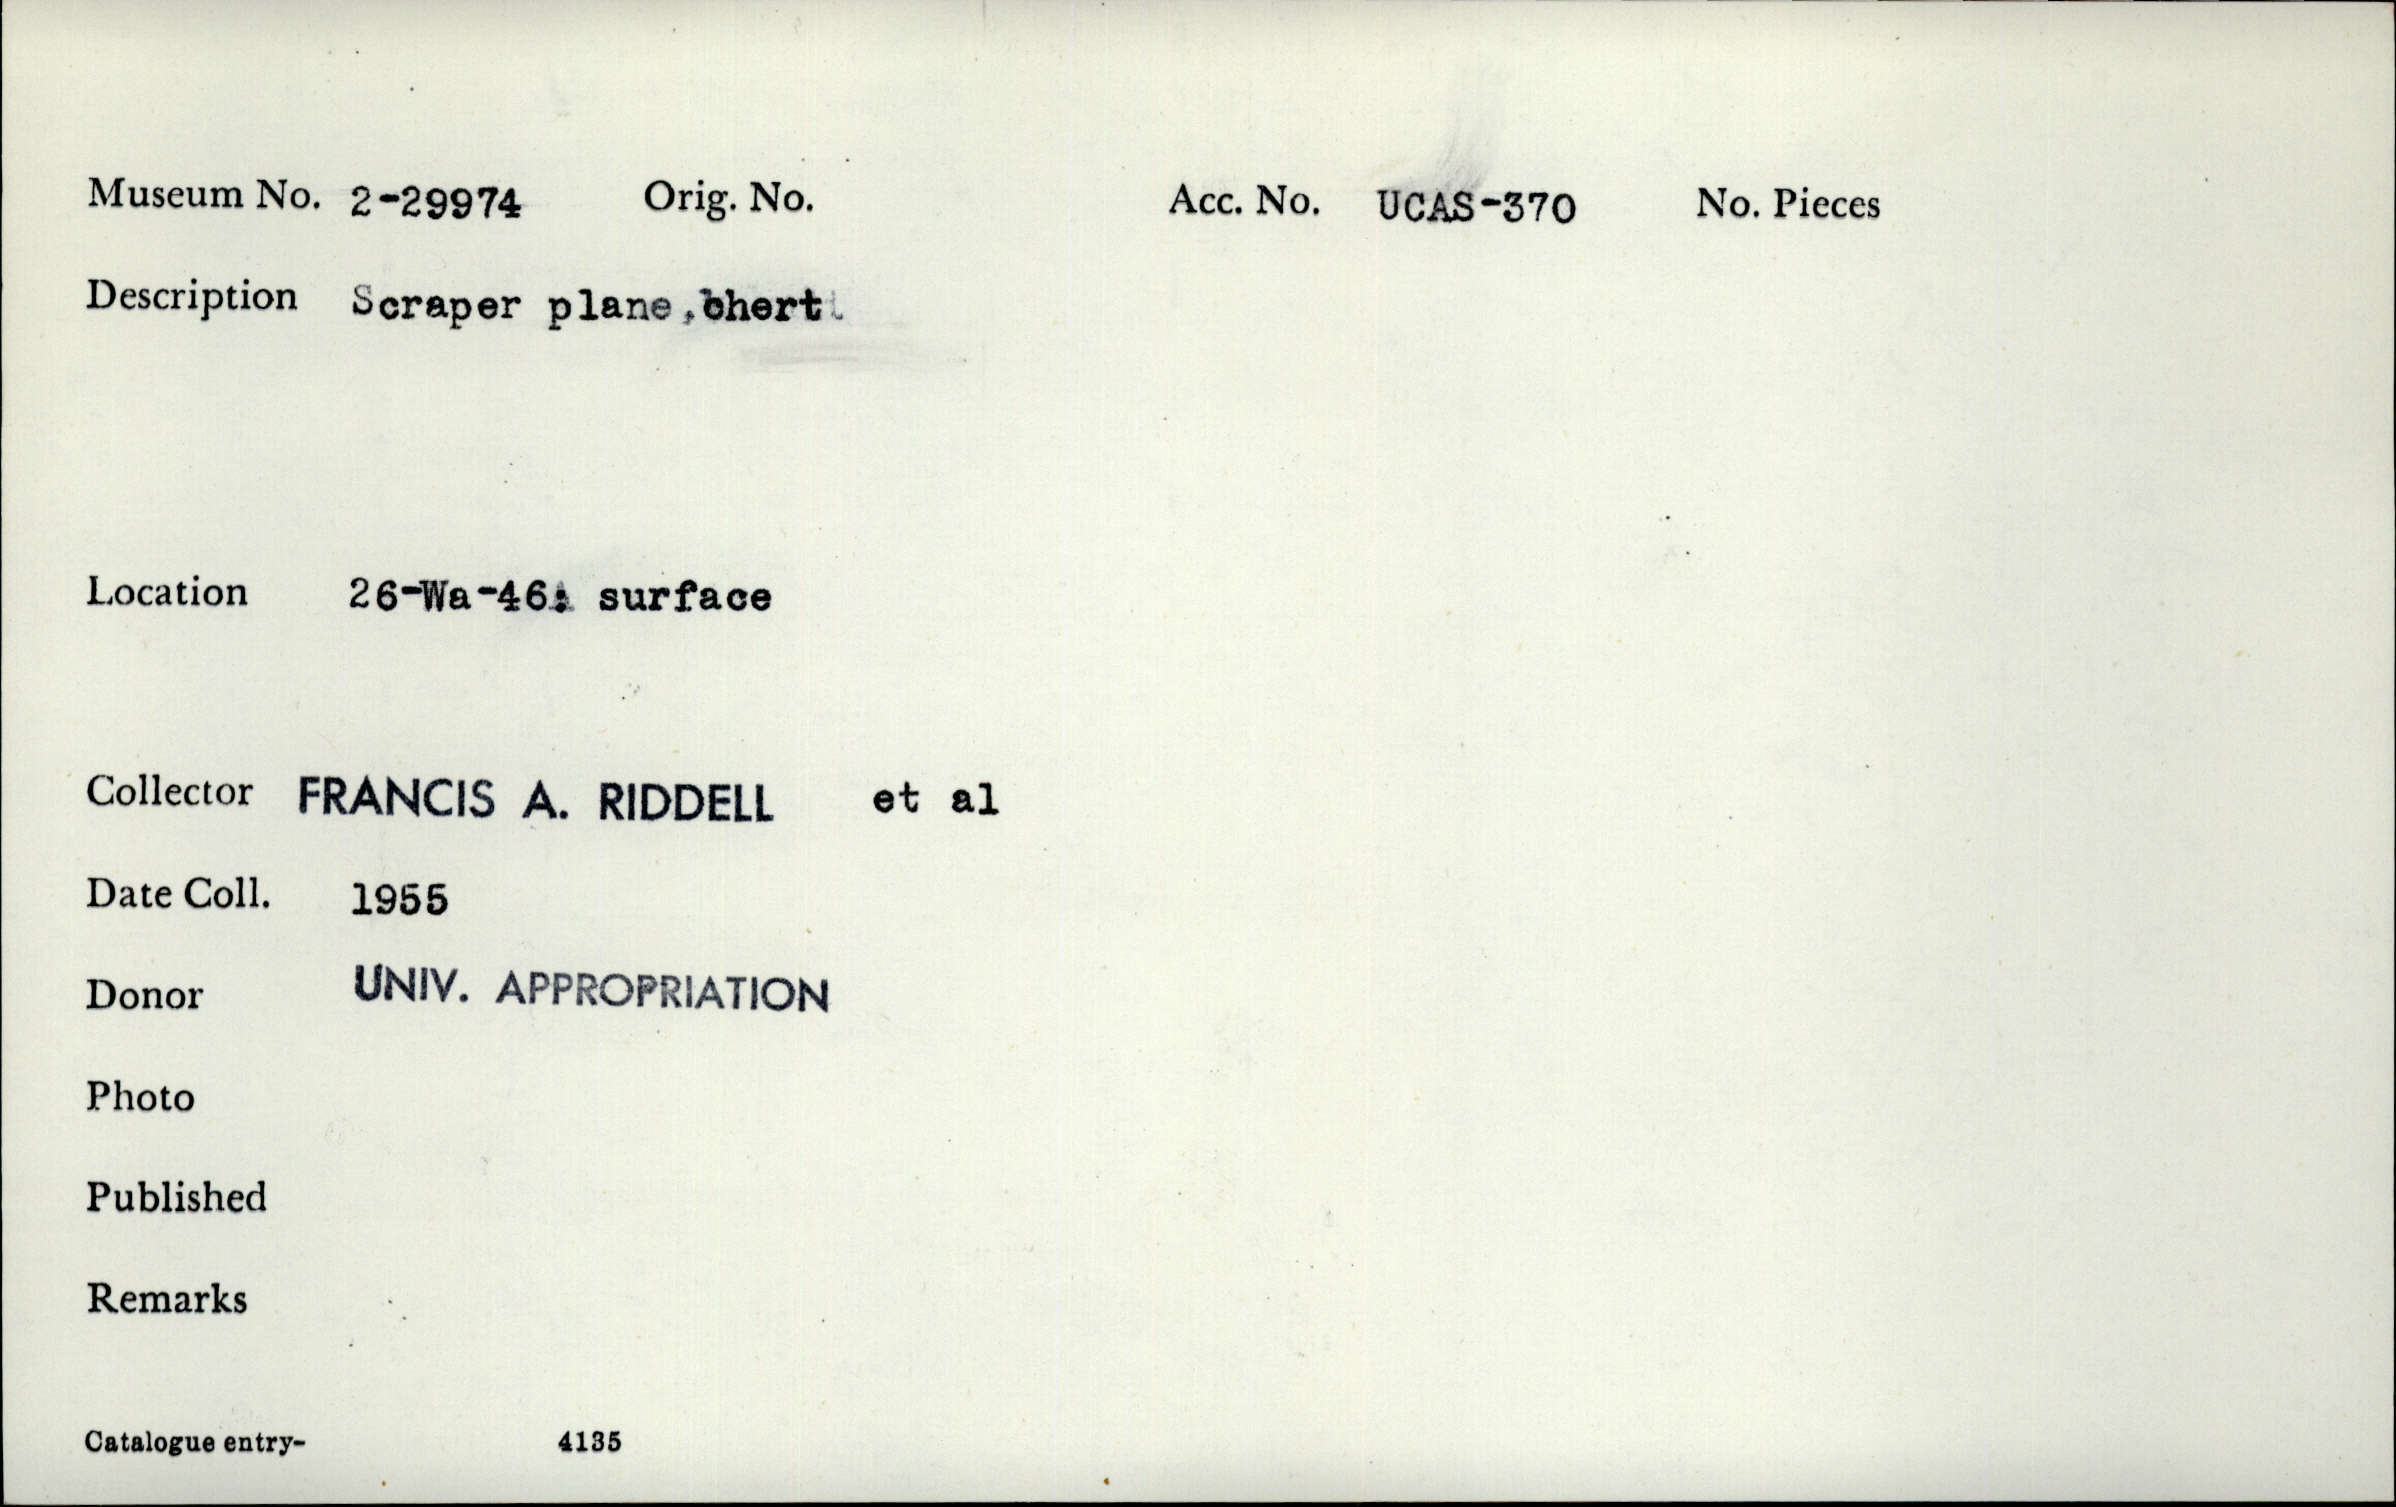 Museum No. 2-29974 Orig. No. Acc. No. UCAS-370 No. Pieces
Description Scraper plane, chert
Location 26-Wa-46: surface
Collector FRANCIS A. RIDDELL et al
Date Coll. 1955
Donor UNIV. APPROPRIATION
Photo
Published
Remarks
Catalogue entry- 4135